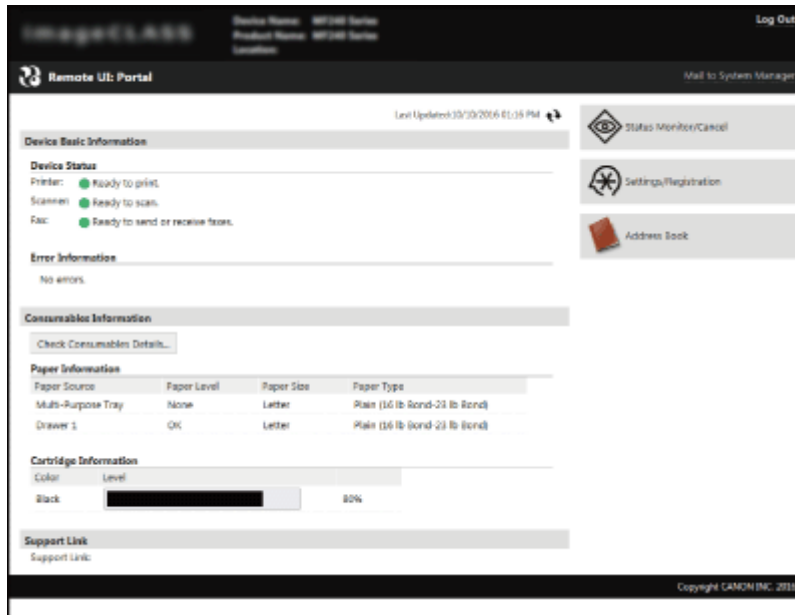 imageCLASS
Device Name: MF240 Series
Product Name: MF240 Series
Location:
Log Out
Remote UI: Portal
Mail to System Manager
Last Updated:10/10/2016 01:16 PM
Device Basic Information
Device Status
Printer: Ready to print.
Scanner: Ready to scan.
Fax: Ready to send or receive faxes.
Error Information
No errors.
Consumables Information
Check Consumables Details...
Paper Information
Paper Source Paper Level Paper Size Paper Type
Multi-Purpose Tray None Letter Plain (16 lb Bond-23 lb Bond)
Drawer 1 OK Letter Plain (16 lb Bond-23 lb Bond)
Cartridge Information
Color Level
Black 80%
Support Link
Support Link:
Status Monitor/Cancel
Settings/Registration
Address Book
Copyright CANON INC. 2016